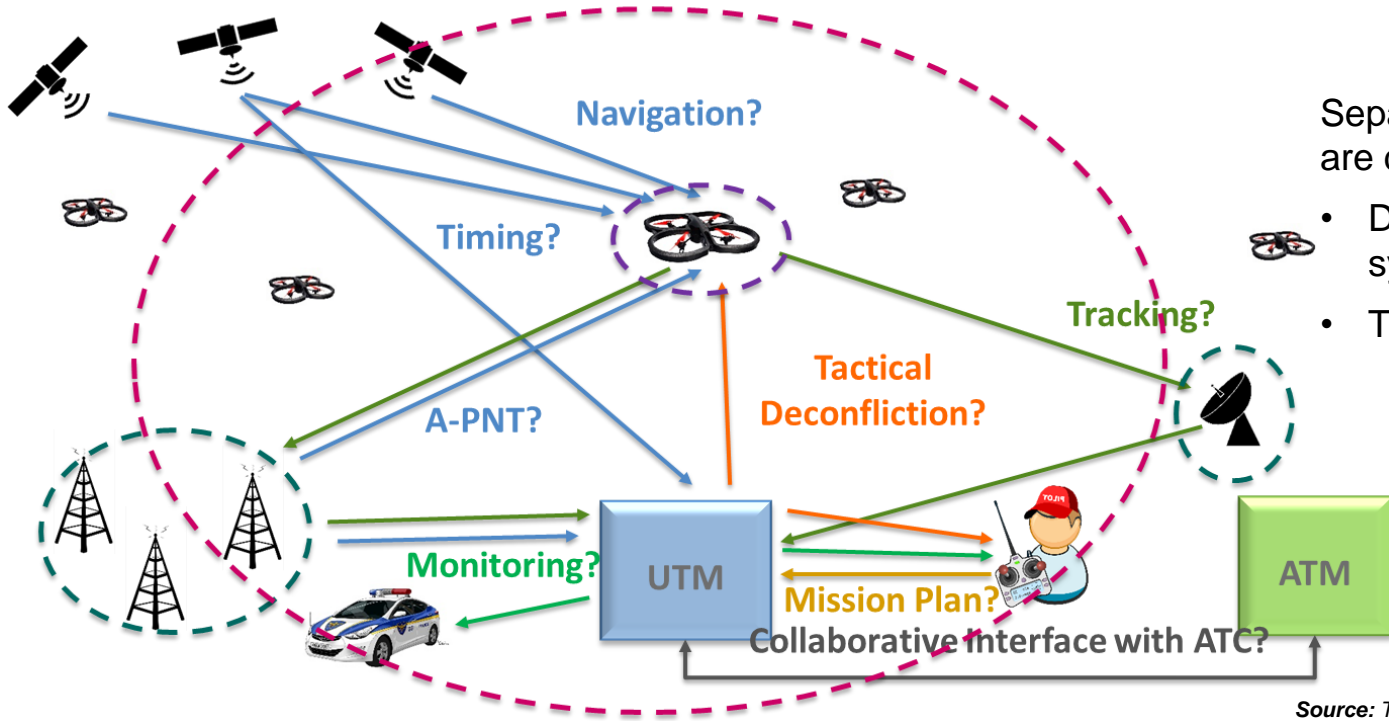 Navigation?
Sepa
are
Timing?
D
sy
Tracking?
T
Tactical
Deconfliction?
A-PNT?
PILOT
Monitoring?
UTM
ATM
Mission Plan?
Collaborative Interface with ATC?
Source: T